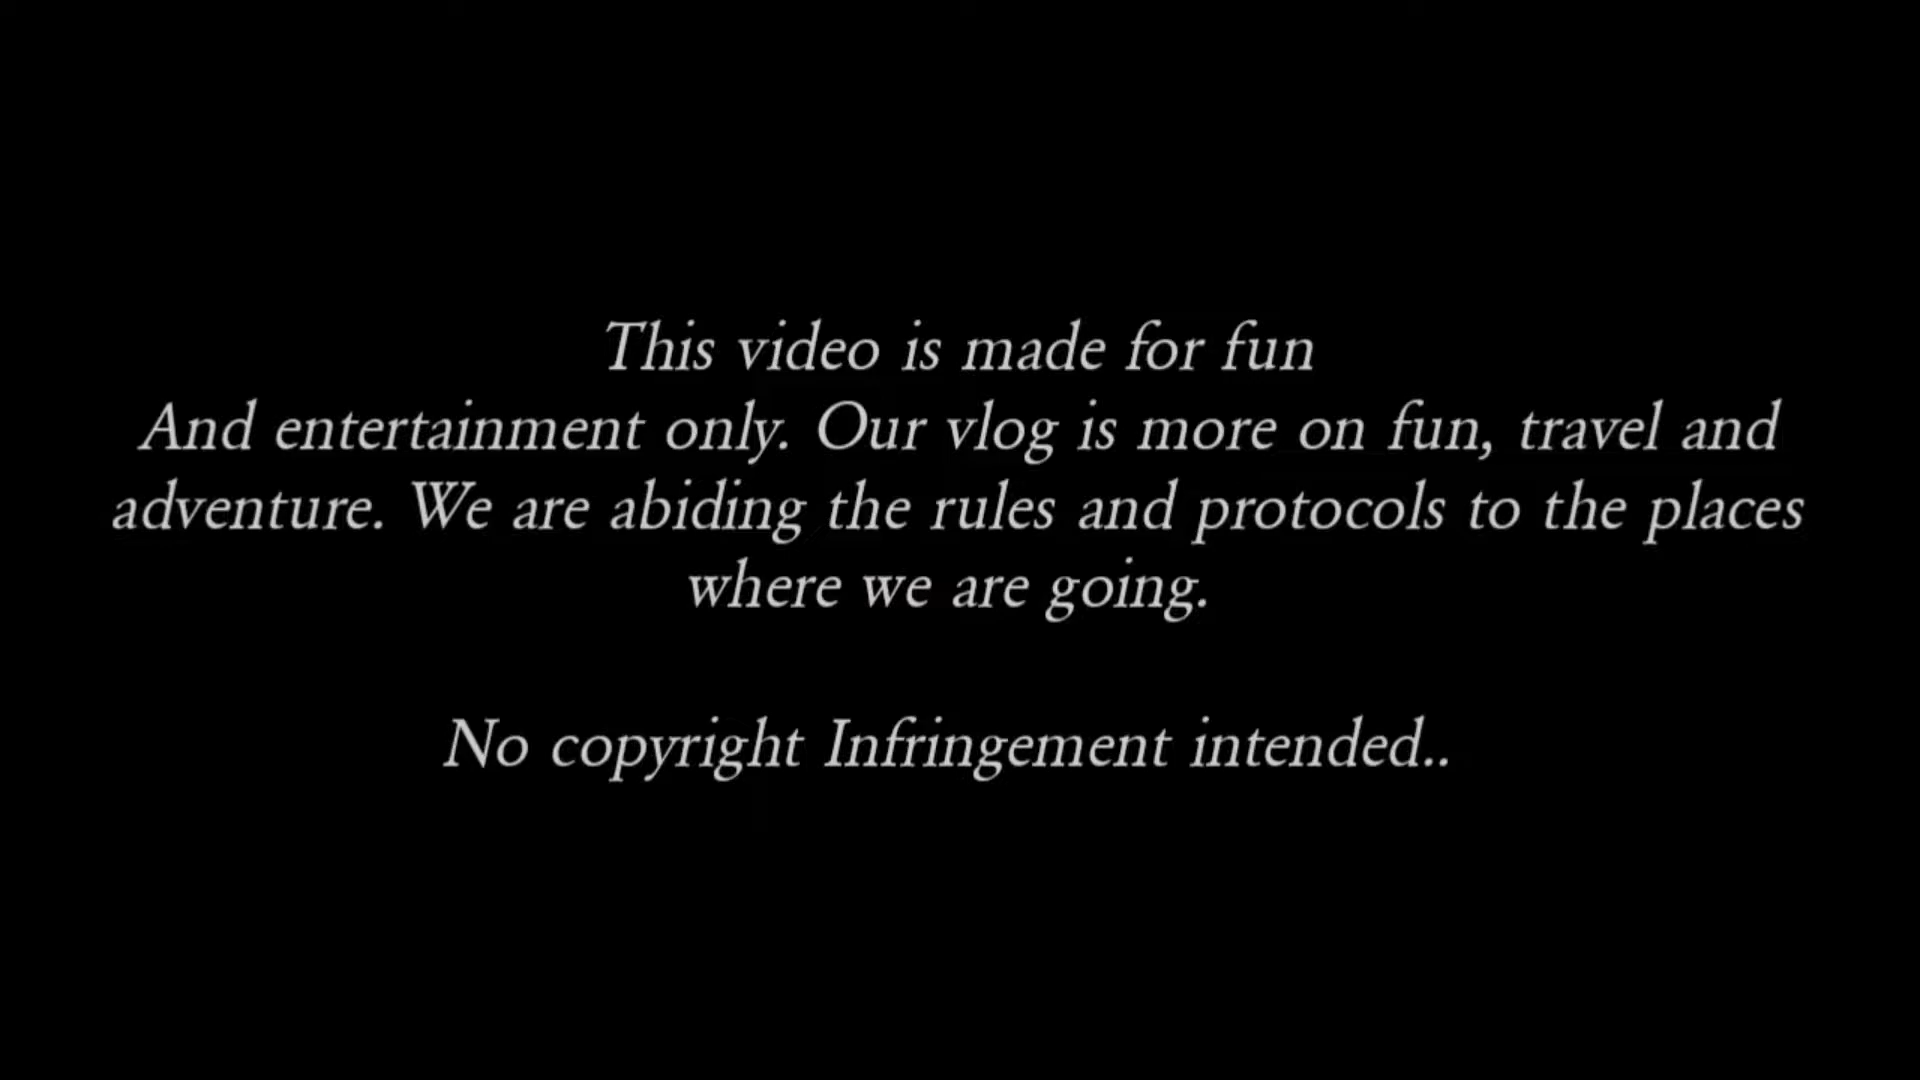 This video is made for fun
And entertainment only. Our vlog is more on fun, travel and
adventure. We are abiding the rules and protocols to the places
where we are going.
No copyright Infringement intended..